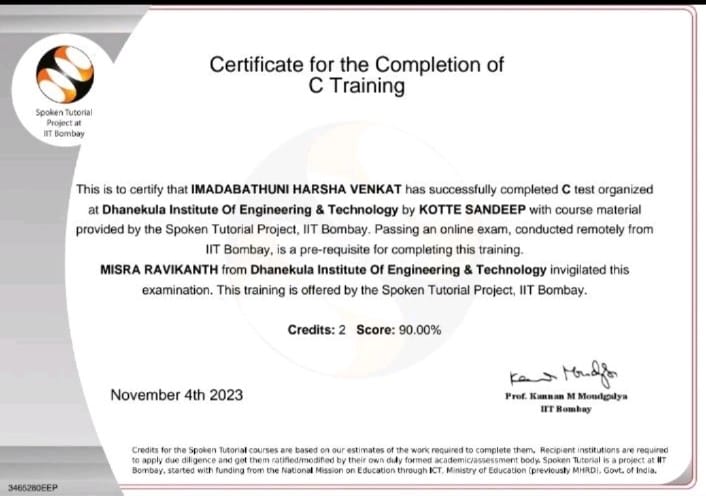 Certificate for the Completion of
C Training
Spoken Tutorial
Project at
IIT Bombay
This is to certify that IMADABATHUNI HARSHA VENKAT has successfully completed C test organized
at Dhanekula Institute Of Engineering & Technology by KOTTE SANDEEP with course material
provided by the Spoken Tutorial Project, IIT Bombay. Passing an online exam, conducted remotely from
IIT Bombay, is a pre-requisite for completing this training.
MISRA RAVIKANTH from Dhanekula Institute Of Engineering & Technology invigilated this
examination. This training is offered by the Spoken Tutorial Project, IIT Bombay.
Credits: 2 Score: 90.00%
November 4th 2023
Prof. Kannan M Moudgalya
IIT Bombay
Credits for the Spoken Tutorial courses are based on our estimates of the work required to complete them. Recipient institutions are required
to apply due diligence and get them ratified/modified by their own duly formed academic/assessment body. Spoken Tutorial is a project at IIT
Bombay, started with funding from the National Mission on Education through ICT, Ministry of Education (previously MHRD), Govt. of India.
3465280EEP